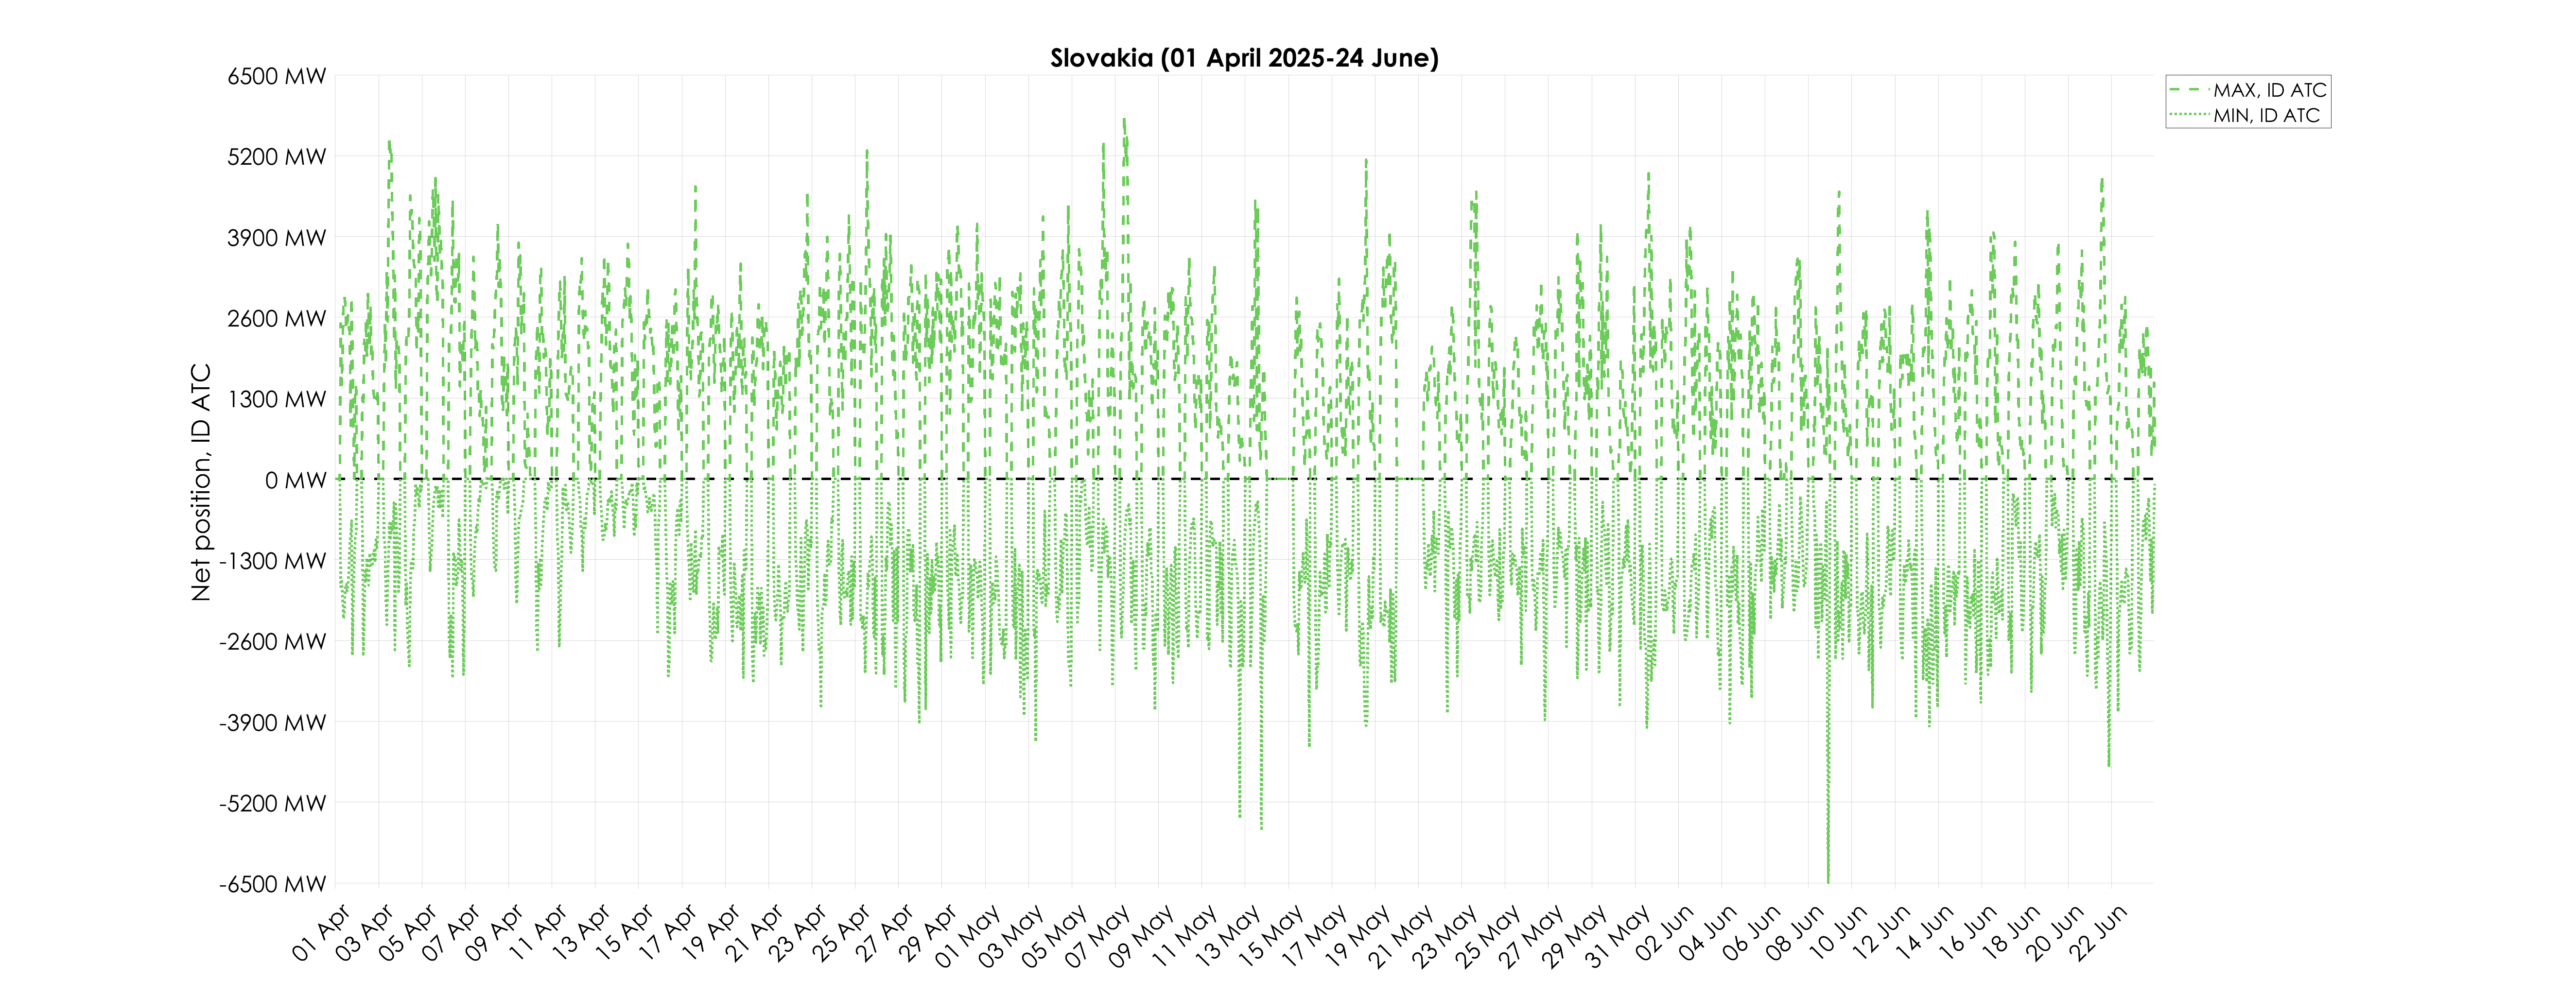 Slovakia (01 April 2025-24 June)
6500 MW
5200 MW
3900 MW
2600 MW
1300 MW
0 MW
-1300 MW
-2600 MW
-3900 MW
-5200 MW
-6500 MW
Net position, ID ATC
MAX, ID ATC
MIN, ID ATC
01 Apr
03 Apr
05 Apr
07 Apr
09 Apr
11 Apr
13 Apr
15 Apr
17 Apr
19 Apr
21 Apr
23 Apr
25 Apr
27 Apr
29 Apr
01 May
03 May
05 May
07 May
09 May
11 May
13 May
15 May
17 May
19 May
21 May
23 May
25 May
27 May
29 May
31 May
02 Jun
04 Jun
06 Jun
08 Jun
10 Jun
12 Jun
14 Jun
16 Jun
18 Jun
20 Jun
22 Jun